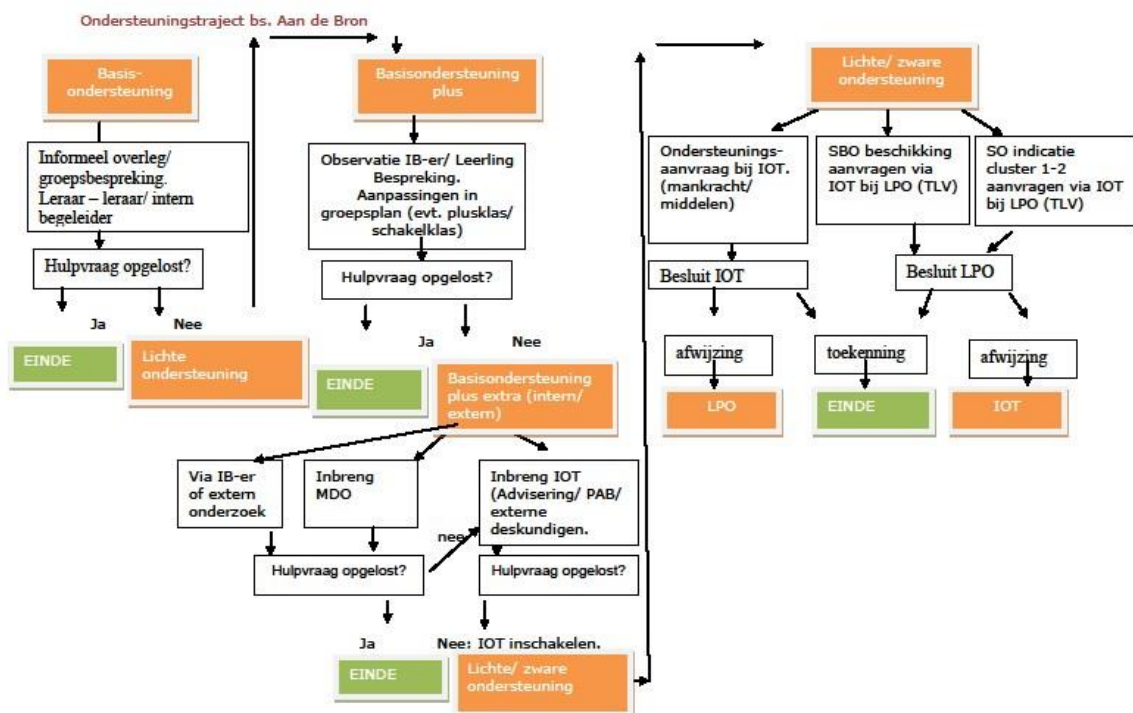 Ondersteuningstraject bs. Aan de Bron
Basis-
ondersteuning
Informeel overleg/
groepsbespreking.
Leraar – leraar/ intern
begeleider
Hulpvraag opgelost?
Ja
Nee
EINDE
Lichte
ondersteuning
Basisondersteuning
plus
Observatie IB-er/ Leerling
Bespreking.
Aanpassingen in
groepsplan (evt. plusklas/
schakelklas)
Hulpvraag opgelost?
Ja
Nee
EINDE
Basisondersteuning
plus extra (intern/
extern)
Via IB-er
of extern
onderzoek
Inbreng
MDO
Inbreng IOT
(Advisering/ PAB/
externe
deskundigen.
nee
Hulpvraag opgelost?
Hulpvraag opgelost?
Ja
Nee: IOT inschakelen.
EINDE
Lichte/ zware
ondersteuning
Lichte/ zware
ondersteuning
Ondersteunings-
aanvraag bij IOT.
(mankracht/
middelen)
SBO beschikking
aanvragen via
IOT bij LPO (TLV)
SO indicatie
cluster 1-2
aanvragen via IOT
bij LPO (TLV)
Besluit IOT
Besluit LPO
afwijzing
toekenning
afwijzing
LPO
EINDE
IOT